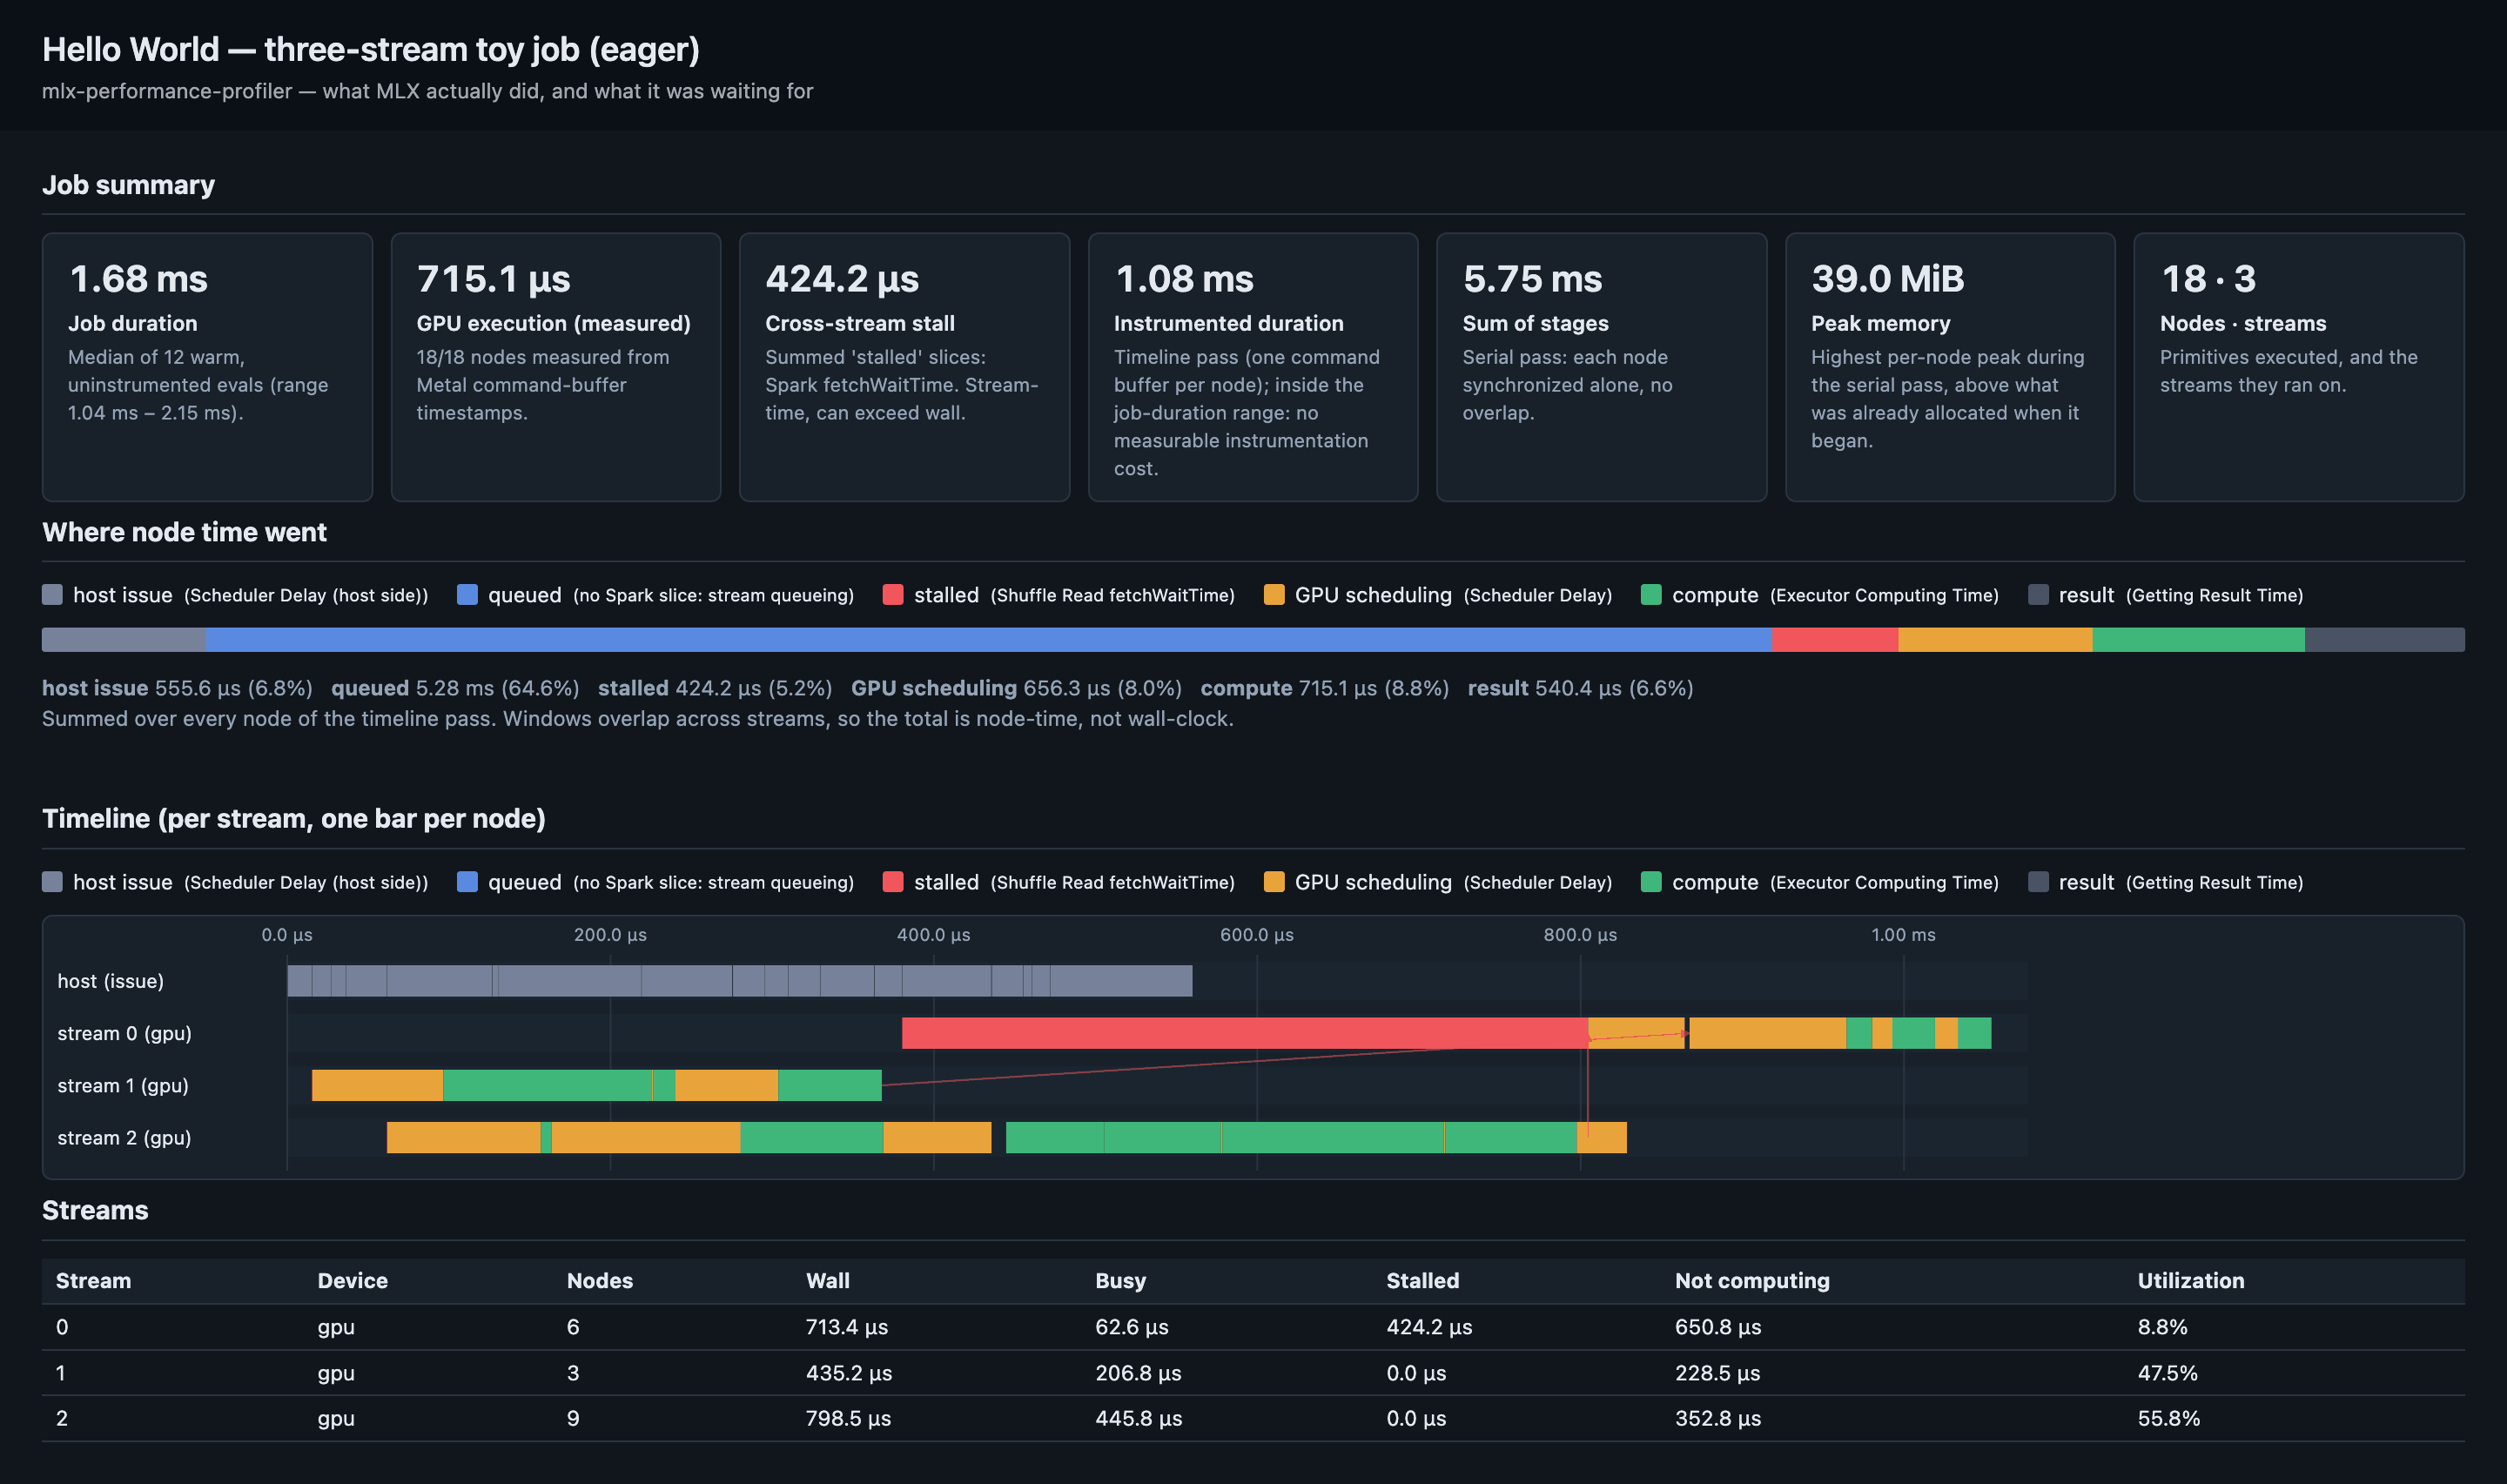 Hello World — three-stream toy job (eager)
mlx-performance-profiler — what MLX actually did, and what it was waiting for
Job summary
1.68 ms
Job duration
Median of 12 warm,
uninstrumented evals (range
1.04 ms – 2.15 ms).
715.1 µs
GPU execution (measured)
18/18 nodes measured from
Metal command-buffer
timestamps.
424.2 µs
Cross-stream stall
Summed 'stalled' slices:
Spark fetchWaitTime. Stream-
time, can exceed wall.
1.08 ms
Instrumented duration
Timeline pass (one command
buffer per node); inside the
job-duration range: no
measurable instrumentation
cost.
5.75 ms
Sum of stages
Serial pass: each node
synchronized alone, no
overlap.
39.0 MiB
Peak memory
Highest per-node peak during
the serial pass, above what
was already allocated when it
began.
18 · 3
Nodes · streams
Primitives executed, and the
streams they ran on.
Where node time went
host issue (Scheduler Delay (host side)) queued (no Spark slice: stream queueing) stalled (Shuffle Read fetchWaitTime) GPU scheduling (Scheduler Delay) compute (Executor Computing Time) result (Getting Result Time)
host issue 555.6 µs (6.8%) queued 5.28 ms (64.6%) stalled 424.2 µs (5.2%) GPU scheduling 656.3 µs (8.0%) compute 715.1 µs (8.8%) result 540.4 µs (6.6%)
Summed over every node of the timeline pass. Windows overlap across streams, so the total is node-time, not wall-clock.
Timeline (per stream, one bar per node)
host issue (Scheduler Delay (host side)) queued (no Spark slice: stream queueing) stalled (Shuffle Read fetchWaitTime) GPU scheduling (Scheduler Delay) compute (Executor Computing Time) result (Getting Result Time)
0.0 µs 200.0 µs 400.0 µs 600.0 µs 800.0 µs 1.00 ms
host (issue)
stream 0 (gpu)
stream 1 (gpu)
stream 2 (gpu)
Streams
Stream Device Nodes Wall Busy Stalled Not computing Utilization
0 gpu 6 713.4 µs 62.6 µs 424.2 µs 650.8 µs 8.8%
1 gpu 3 435.2 µs 206.8 µs 0.0 µs 228.5 µs 47.5%
2 gpu 9 798.5 µs 445.8 µs 0.0 µs 352.8 µs 55.8%